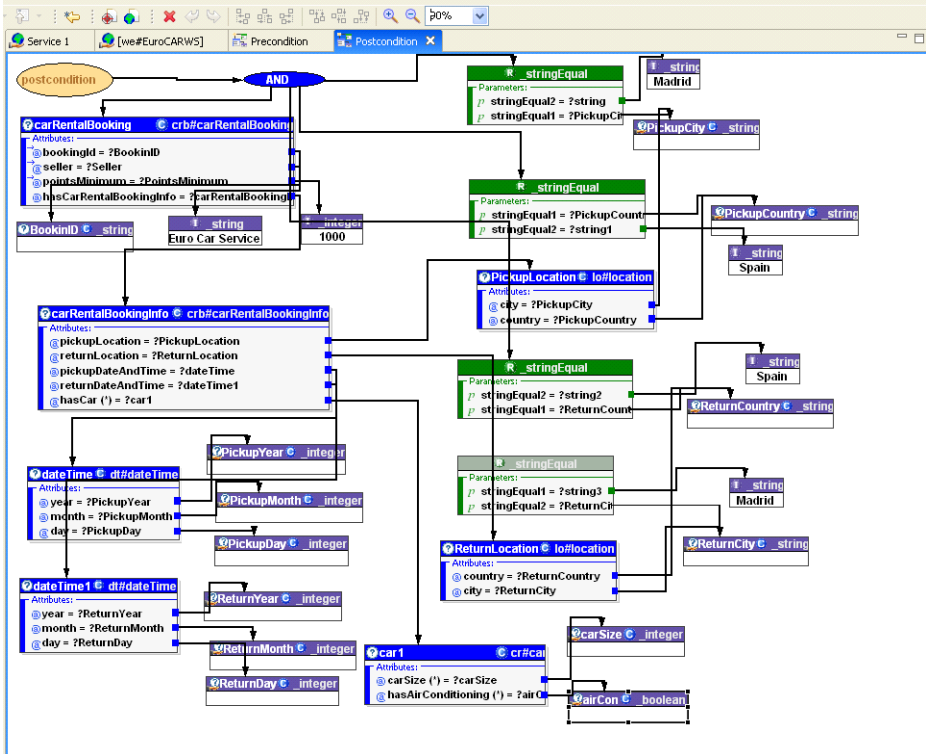 90%
Service 1
[we#EuroCARWS]
Precondition
Postcondition
postcondition
AND
R _stringEqual
Parameters:
p stringEqual2 = ?string
p stringEqual1 = ?PickupCit
I _string
Madrid
?PickupCity C _string
?carRentalBooking C crb#carRentalBooking
Attributes:
@ bookingId = ?BookinID
@ seller = ?Seller
@ pointsMinimum = ?PointsMinimum
@ hasCarRentalBookingInfo = ?carRentalBookingI
?BookinID C _string
I _string
Euro Car Service
I _integer
1000
R _stringEqual
Parameters:
p stringEqual1 = ?PickupCountr
p stringEqual2 = ?string1
?PickupCountry C _string
I _string
Spain
?PickupLocation C lo#location
Attributes:
@ city = ?PickupCity
@ country = ?PickupCountry
?carRentalBookingInfo C crb#carRentalBookingInfo
Attributes:
@ pickupLocation = ?PickupLocation
@ returnLocation = ?ReturnLocation
@ pickupDateAndTime = ?dateTime
@ returnDateAndTime = ?dateTime1
@ hasCar (*) = ?car1
R _stringEqual
Parameters:
p stringEqual2 = ?string2
p stringEqual1 = ?ReturnCount
I _string
Spain
?ReturnCountry C _string
R _stringEqual
Parameters:
p stringEqual1 = ?string3
p stringEqual2 = ?ReturnCit
I _string
Madrid
?ReturnCity C _string
?PickupYear C _integer
?dateTime C dt#dateTime
Attributes:
@ year = ?PickupYear
@ month = ?PickupMonth
@ day = ?PickupDay
?PickupMonth C _integer
?PickupDay C _integer
?ReturnLocation C lo#location
Attributes:
@ country = ?ReturnCountry
@ city = ?ReturnCity
?dateTime1 C dt#dateTime
Attributes:
@ year = ?ReturnYear
@ month = ?ReturnMonth
@ day = ?ReturnDay
?ReturnYear C _integer
?ReturnMonth C _integer
?ReturnDay C _integer
?car1 C cr#car
Attributes:
@ carSize (*) = ?carSize
@ hasAirConditioning (*) = ?airC
?carSize C _integer
?airCon C _boolean